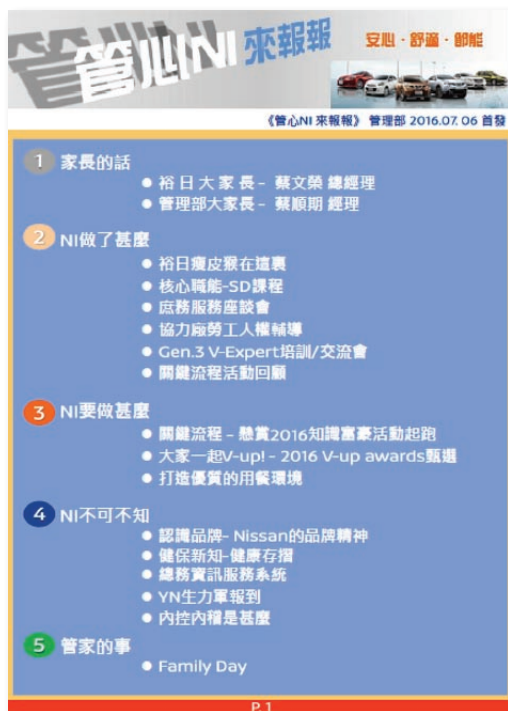 管心NI 來報報
安心·舒適·節能
《管心NI 來報報》 管理部 2016.07.06 首發
1 家長的話
● 裕日大家長– 蔡文榮 總經理
● 管理部大家長– 蔡順期 經理
2 NI做了甚麼
● 裕日瘦皮猴在這裏
● 核心職能-SD課程
● 庶務服務座談會
● 協力廠勞工人權輔導
● Gen.3 V-Expert培訓/交流會
● 關鍵流程活動回顧
3 NI要做甚麼
● 關鍵流程 – 懸賞2016知識富豪活動起跑
● 大家一起V-up! – 2016 V-up awards甄選
● 打造優質的用餐環境
4 NI不可不知
● 認識品牌– Nissan的品牌精神
● 健保新知-健康存摺
● 總務資訊服務系統
● YN生力軍報到
● 內控內稽是甚麼
5 管家的事
● Family Day
P.1